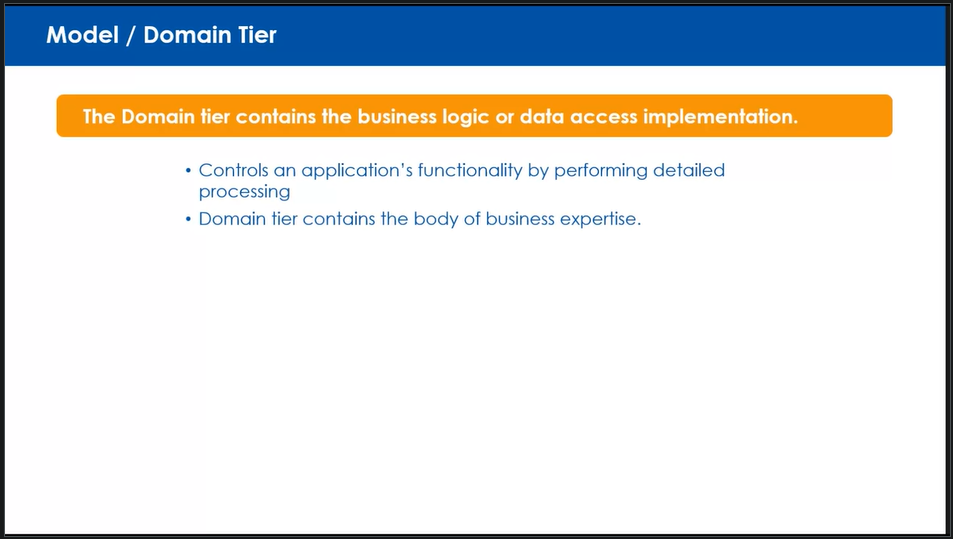 Model / Domain Tier
The Domain tier contains the business logic or data access implementation.
• Controls an application's functionality by performing detailed
processing
• Domain tier contains the body of business expertise.